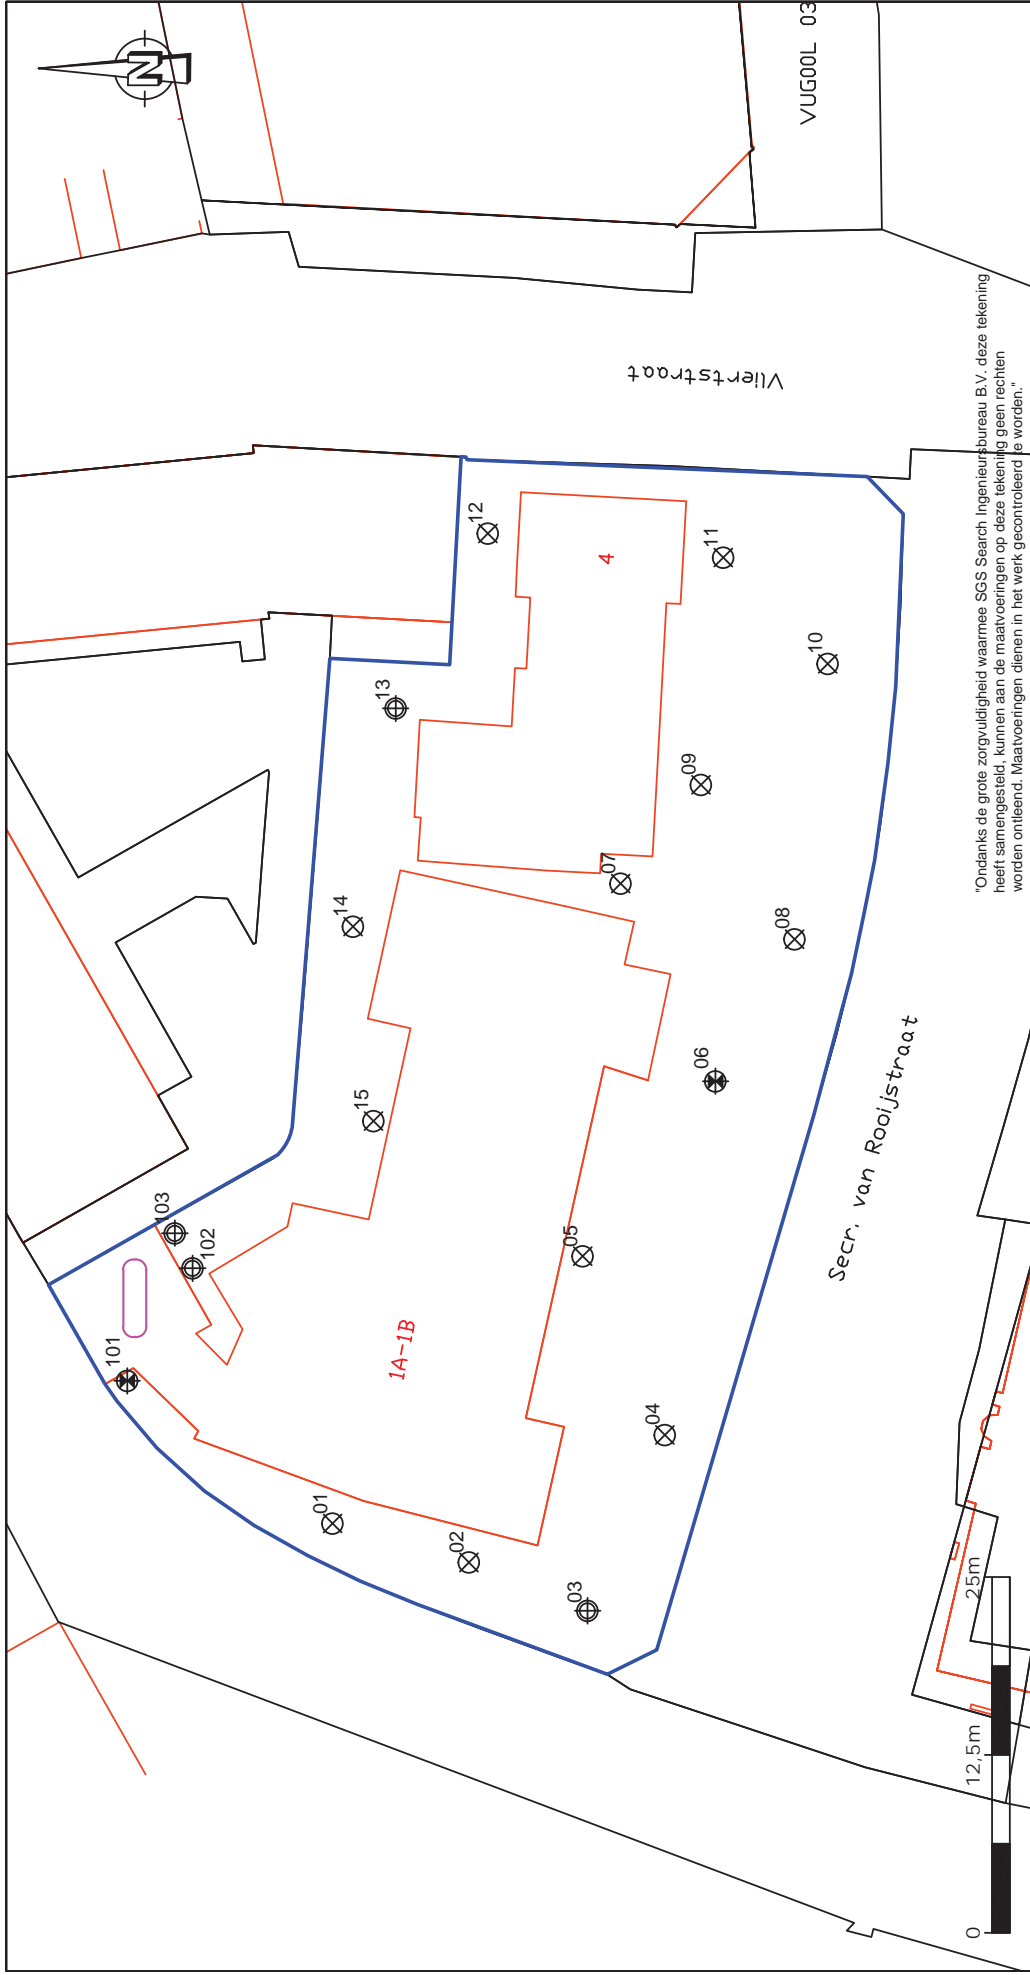 N
VUG00L 03
Vliertstraat
12
11
4
10
13
09
07
14
08
06
15
Secr. van Rooijstraat
103
102
05
101
1A-1B
04
01
02
03
0
12,5m
25m
"Ondanks de grote zorgvuldigheid waarmee SGS Search Ingenieursbureau B.V. deze tekening
heeft samengesteld, kunnen aan de maatvoeringen op deze tekening geen rechten
worden ontleend. Maatvoeringen dienen in het werk gecontroleerd te worden."